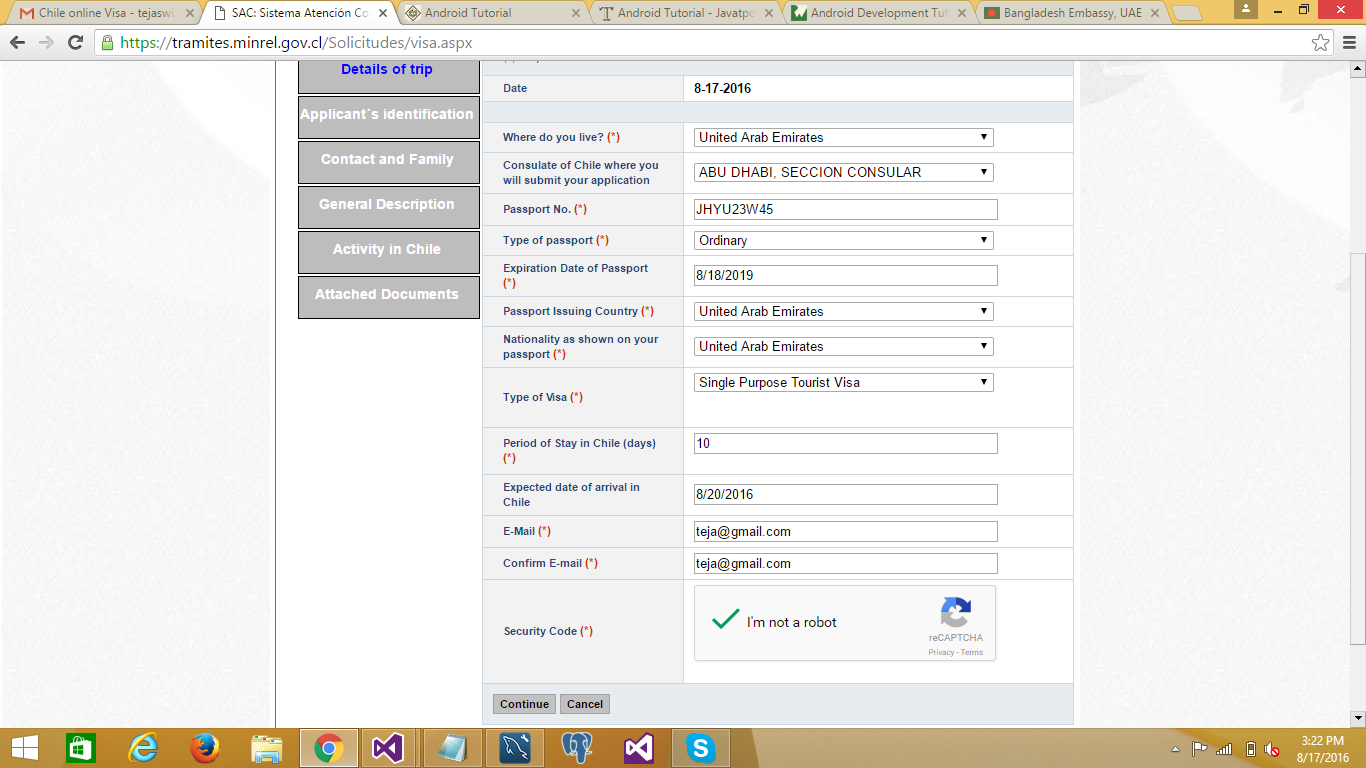 Chile online Visa - tejaswi.
SAC: Sistema Atención Co
Android Tutorial
Android Tutorial - Javatpo
Android Development Tut
Bangladesh Embassy, UAE
https://tramites.minrel.gov.cl/Solicitudes/visa.aspx
Details of trip
Applicant´s identification
Contact and Family
General Description
Activity in Chile
Attached Documents
Date 8-17-2016
Where do you live? (*) United Arab Emirates
Consulate of Chile where you
will submit your application ABU DHABI, SECCION CONSULAR
Passport No. (*) JHYU23W45
Type of passport (*) Ordinary
Expiration Date of Passport
(*) 8/18/2019
Passport Issuing Country (*) United Arab Emirates
Nationality as shown on your
passport (*) United Arab Emirates
Type of Visa (*) Single Purpose Tourist Visa
Period of Stay in Chile (days)
(*) 10
Expected date of arrival in
Chile 8/20/2016
E-Mail (*) teja@gmail.com
Confirm E-mail (*) teja@gmail.com
Security Code (*) I'm not a robot
reCAPTCHA
Privacy - Terms
Continue Cancel
3:22 PM
8/17/2016